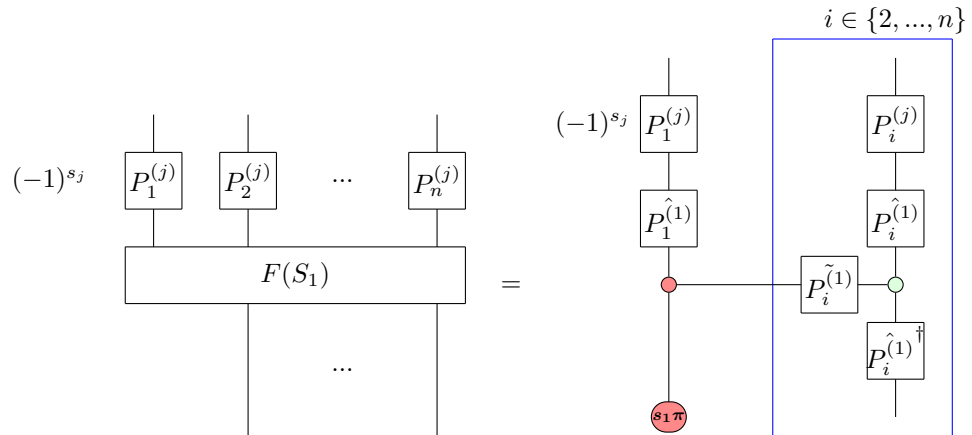 i ∈ {2, ..., n}
(-1)^{s_j} P_1^{(j)} P_i^{(j)}
(-1)^{s_j} P_1^{(j)} P_2^{(j)} ... P_n^{(j)}
\hat{P_1^{(1)}} \hat{P_i^{(1)}}
F(S_1) = \tilde{P_i^{(1)}}
... \hat{P_i^{(1)}}^†
s_1π